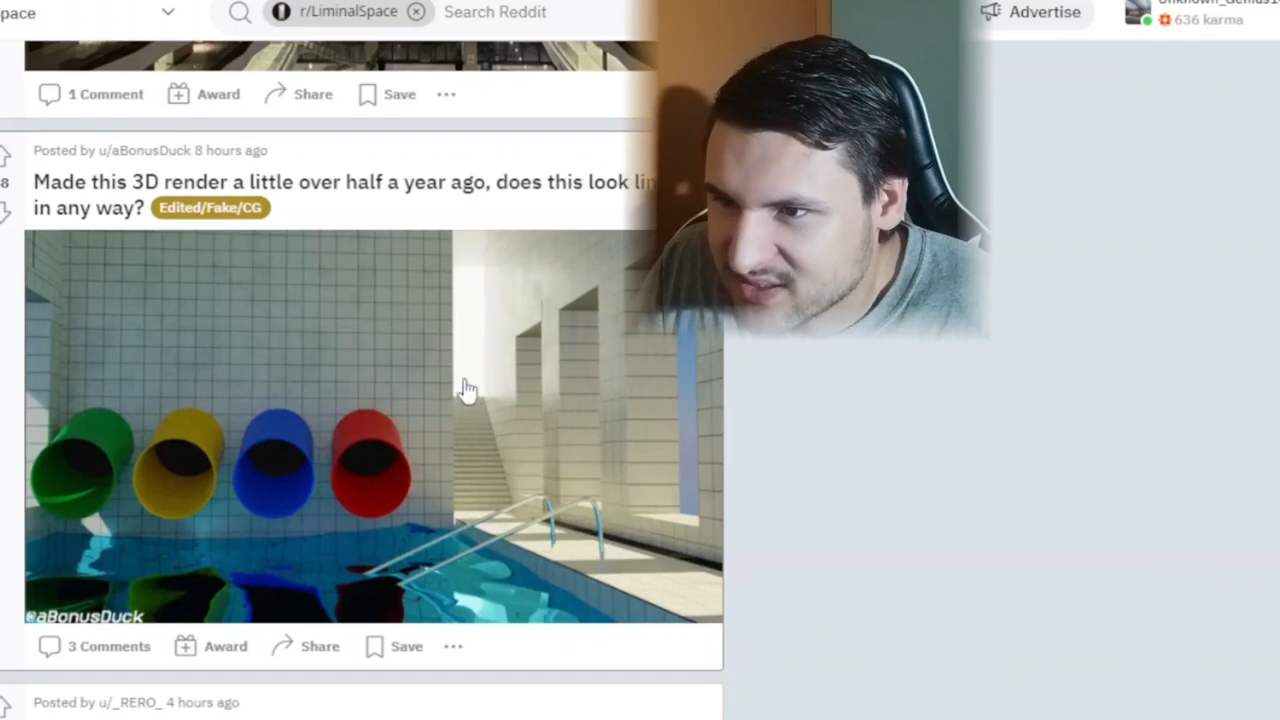 pace
r/LiminalSpace
Search Reddit
Advertise
636 karma
1 Comment
Award
Share
Save
Posted by u/aBonusDuck 8 hours ago
8
Made this 3D render a little over half a year ago, does this look
in any way?
Edited/Fake/CG
@aBonusDuck
3 Comments
Award
Share
Save
Posted by u/_RERO_ 4 hours ago